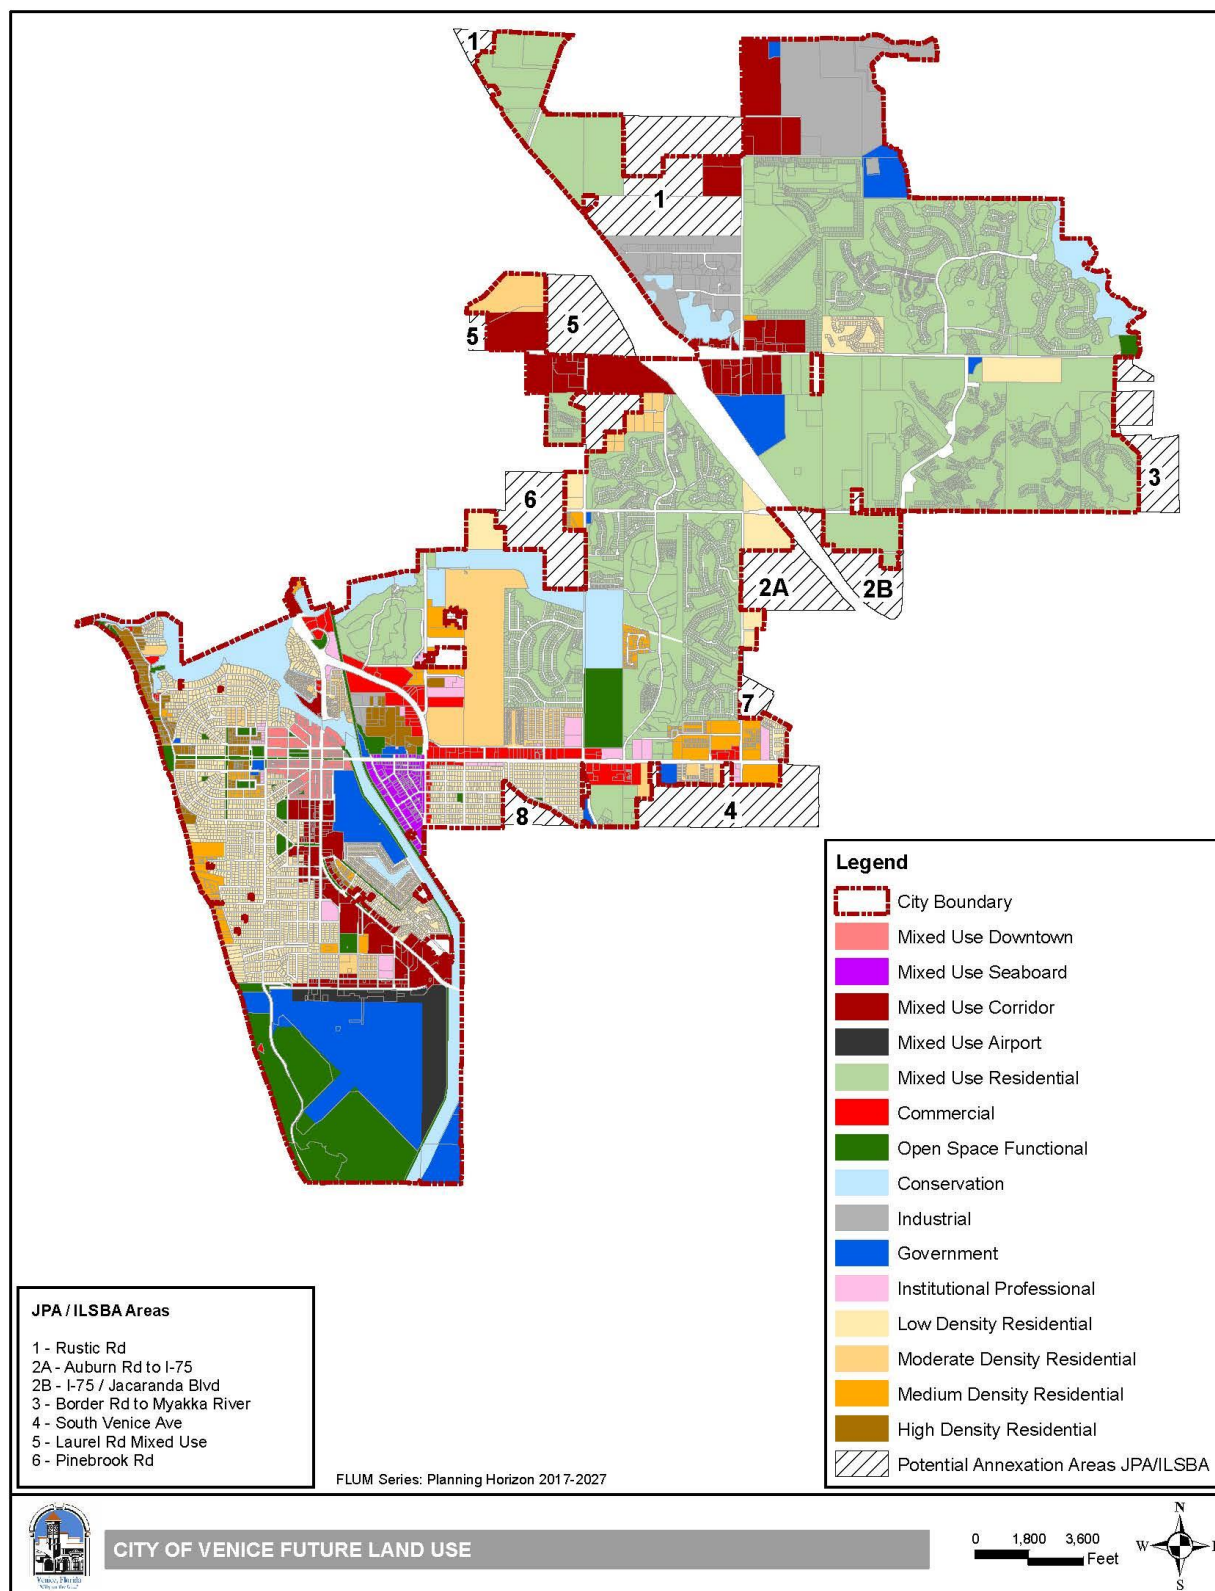 1
1
5
5
6
3
2A
2B
7
8
4
Legend
City Boundary
Mixed Use Downtown
Mixed Use Seaboard
Mixed Use Corridor
Mixed Use Airport
Mixed Use Residential
Commercial
Open Space Functional
Conservation
Industrial
Government
Institutional Professional
Low Density Residential
Moderate Density Residential
Medium Density Residential
High Density Residential
Potential Annexation Areas JPA/ILSBA
JPA / ILSBA Areas
1 - Rustic Rd
2A - Auburn Rd to I-75
2B - I-75 / Jacaranda Blvd
3 - Border Rd to Myakka River
4 - South Venice Ave
5 - Laurel Rd Mixed Use
6 - Pinebrook Rd
FLUM Series: Planning Horizon 2017-2027
Venice, Florida
CITY OF VENICE FUTURE LAND USE
0 1,800 3,600
Feet
N
W
S